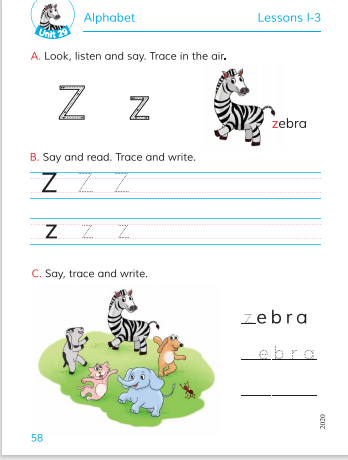 Alphabet Lessons 1-3
Unit 29
A. Look, listen and say. Trace in the air.
Z z
zebra
B. Say and read. Trace and write.
Z Z Z
z z z
C. Say, trace and write.
zebra
ebra
2020
58